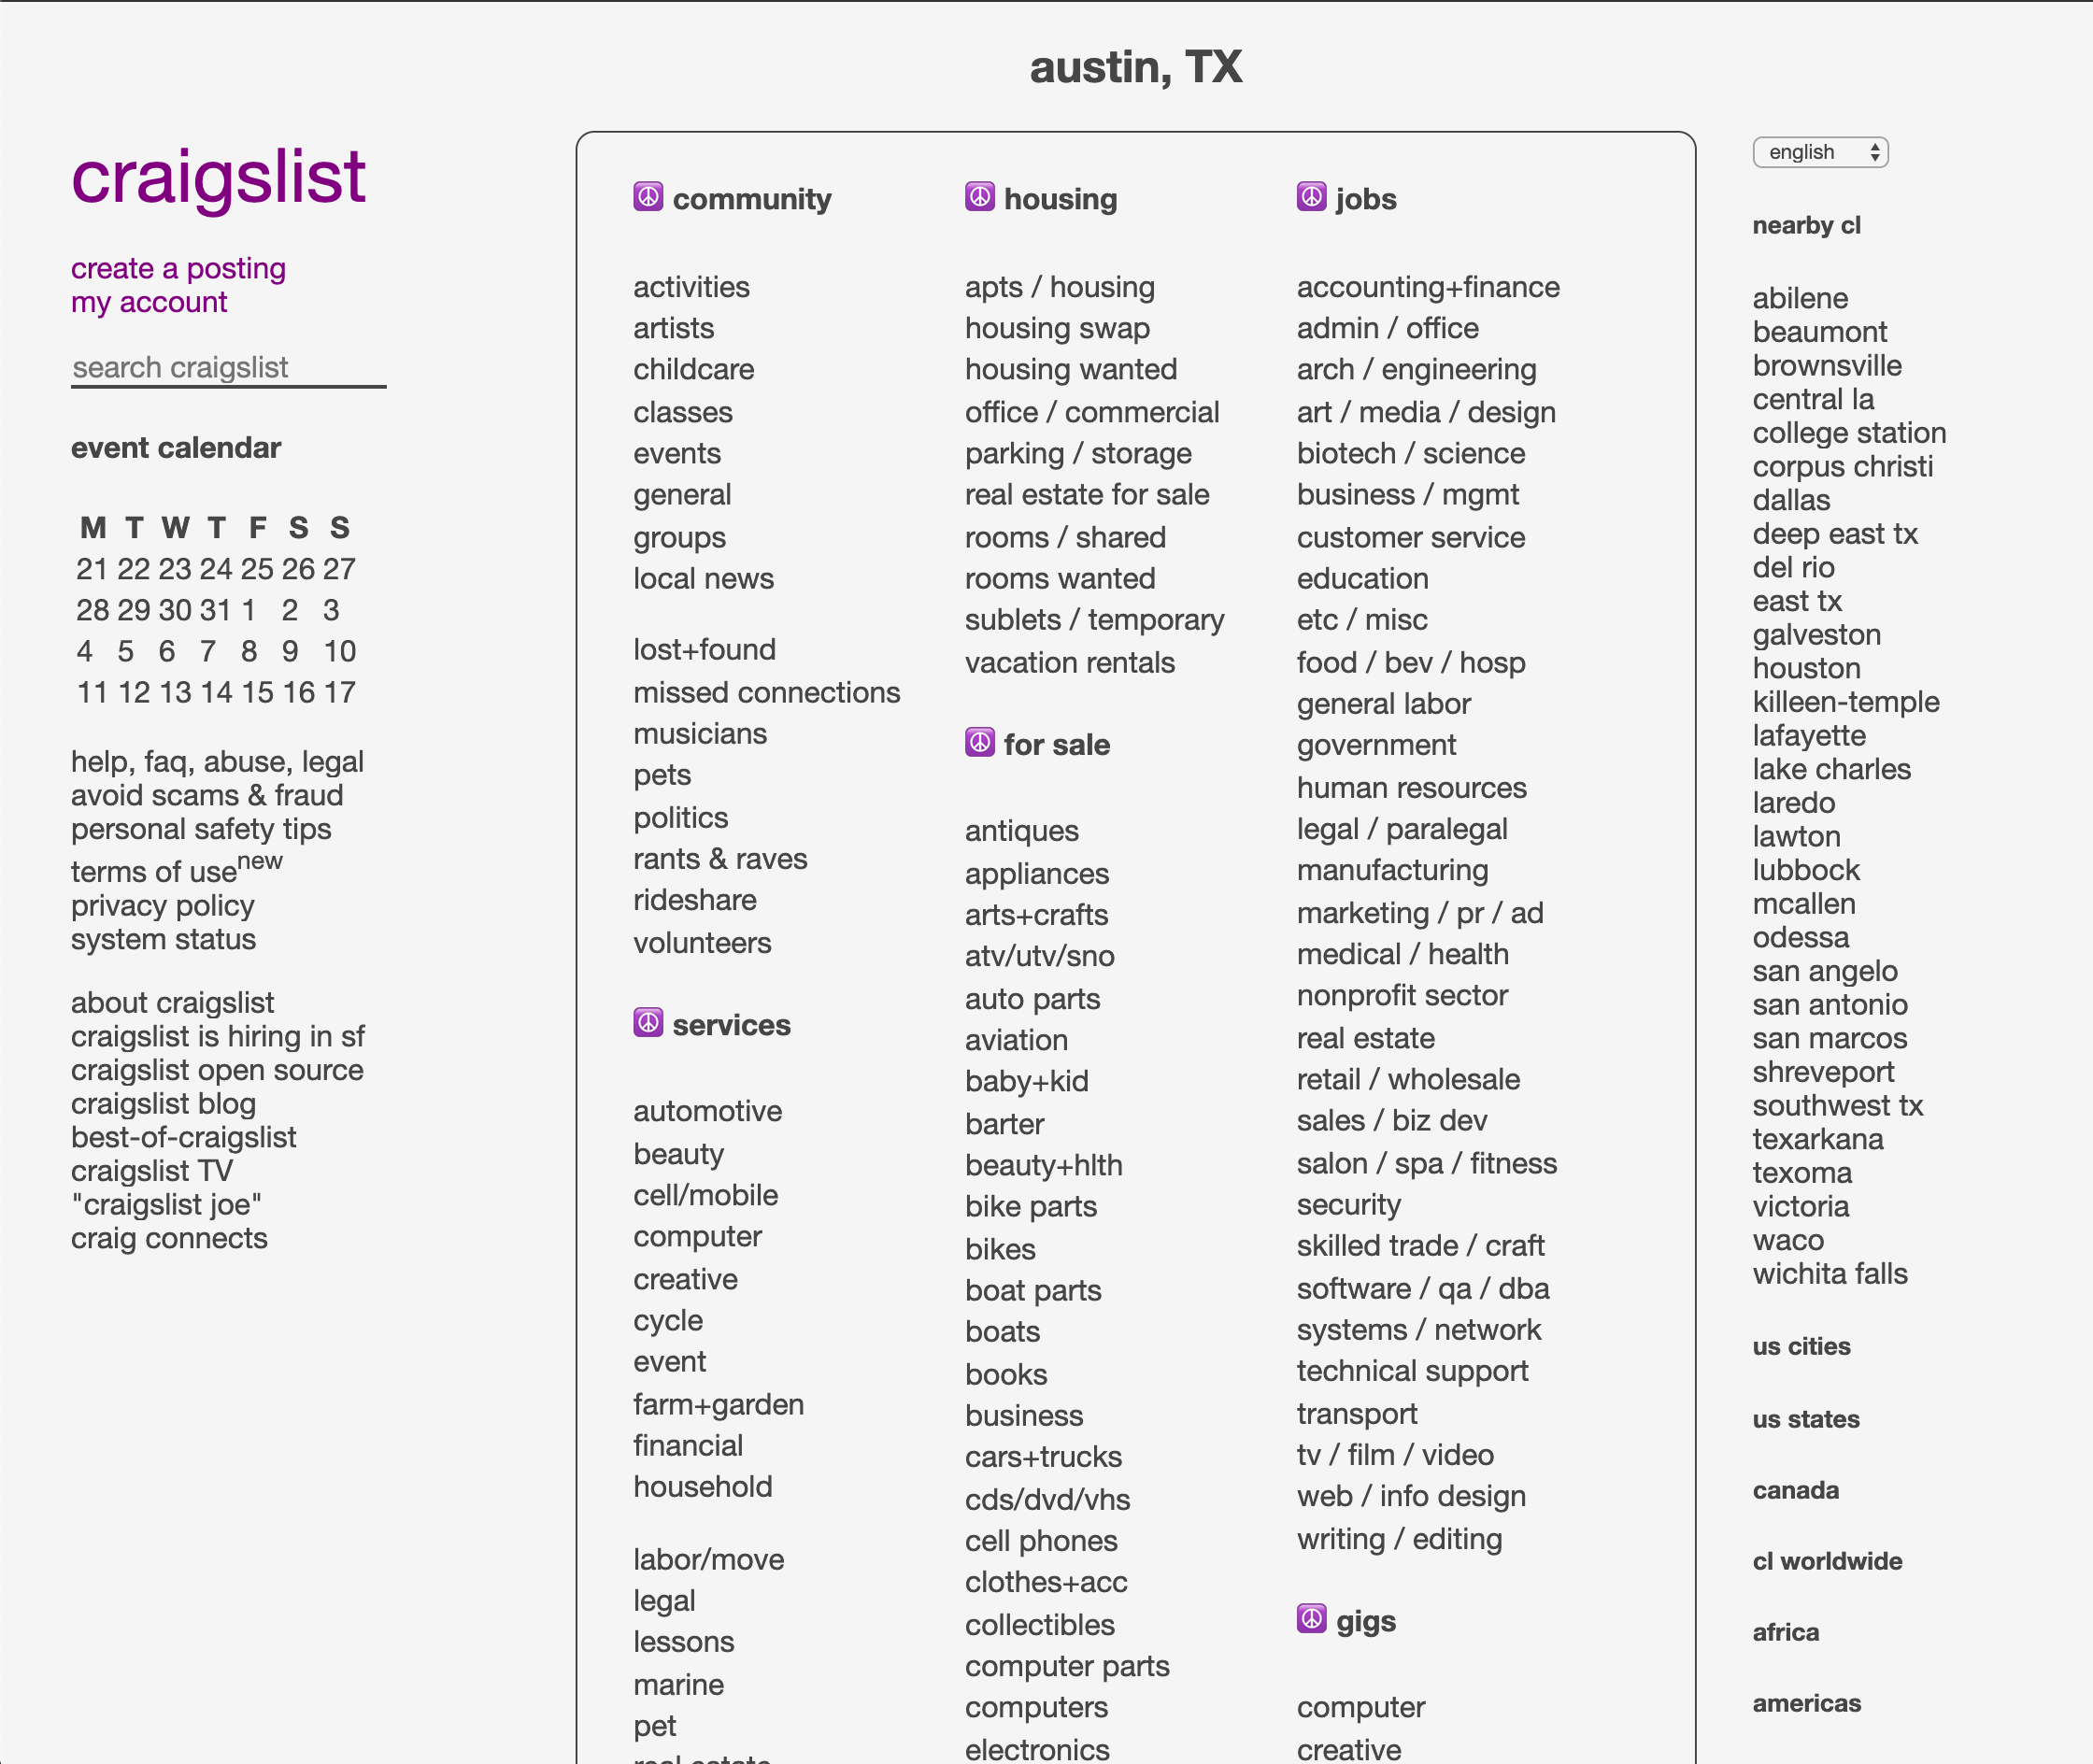 austin, TX
craigslist
create a posting
my account
search craigslist
event calendar
M T W T F S S
21 22 23 24 25 26 27
28 29 30 31 1 2 3
4 5 6 7 8 9 10
11 12 13 14 15 16 17
help, faq, abuse, legal
avoid scams & fraud
personal safety tips
terms of use new
privacy policy
system status
about craigslist
craigslist is hiring in sf
craigslist open source
craigslist blog
best-of-craigslist
craigslist TV
"craigslist joe"
craig connects
community
activities
artists
childcare
classes
events
general
groups
local news
lost+found
missed connections
musicians
pets
politics
rants & raves
rideshare
volunteers
services
automotive
beauty
cell/mobile
computer
creative
cycle
event
farm+garden
financial
household
labor/move
legal
lessons
marine
pet
real estate
housing
apts / housing
housing swap
housing wanted
office / commercial
parking / storage
real estate for sale
rooms / shared
rooms wanted
sublets / temporary
vacation rentals
for sale
antiques
appliances
arts+crafts
atv/utv/sno
auto parts
aviation
baby+kid
barter
beauty+hlth
bike parts
bikes
boat parts
boats
books
business
cars+trucks
cds/dvd/vhs
cell phones
clothes+acc
collectibles
computer parts
computers
electronics
jobs
accounting+finance
admin / office
arch / engineering
art / media / design
biotech / science
business / mgmt
customer service
education
etc / misc
food / bev / hosp
general labor
government
human resources
legal / paralegal
manufacturing
marketing / pr / ad
medical / health
nonprofit sector
real estate
retail / wholesale
sales / biz dev
salon / spa / fitness
security
skilled trade / craft
software / qa / dba
systems / network
technical support
transport
tv / film / video
web / info design
writing / editing
gigs
computer
creative
english
nearby cl
abilene
beaumont
brownsville
central la
college station
corpus christi
dallas
deep east tx
del rio
east tx
galveston
houston
killeen-temple
lafayette
lake charles
laredo
lawton
lubbock
mcallen
odessa
san angelo
san antonio
san marcos
shreveport
southwest tx
texarkana
texoma
victoria
waco
wichita falls
us cities
us states
canada
cl worldwide
africa
americas